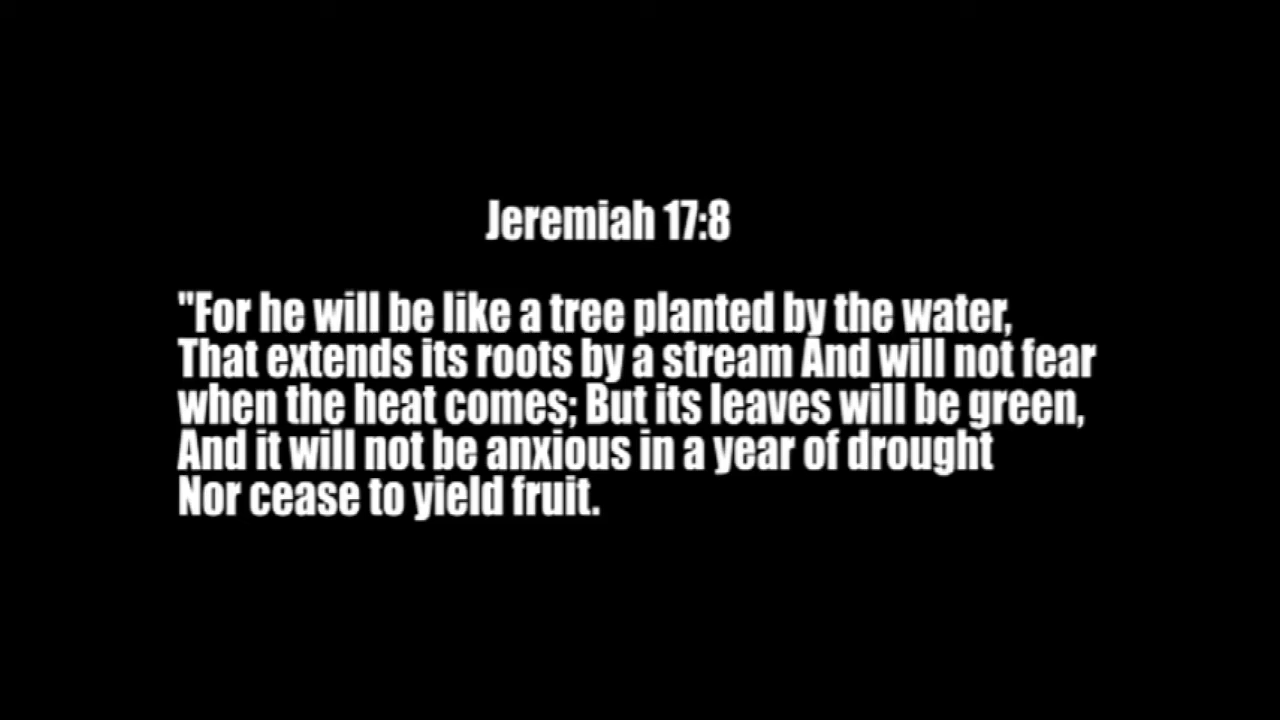 Jeremiah 17:8
"For he will be like a tree planted by the water,
That extends its roots by a stream And will not fear
when the heat comes; But its leaves will be green,
And it will not be anxious in a year of drought
Nor cease to yield fruit.